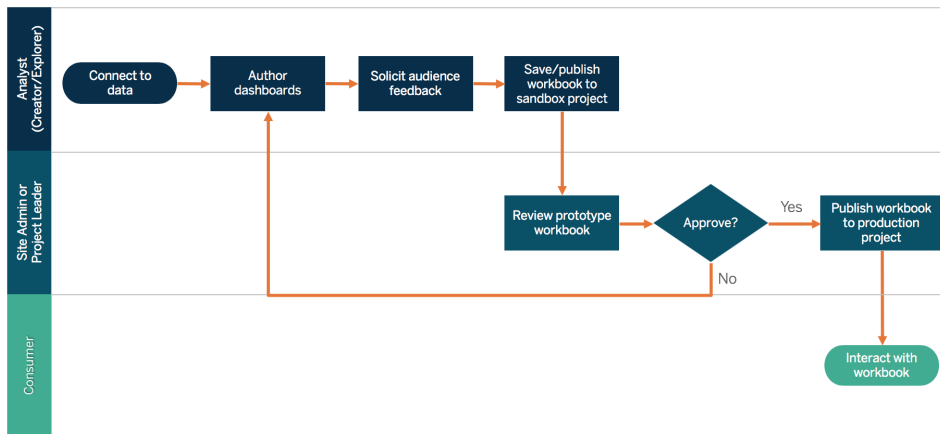 Analyst
(Creator/Explorer)
Connect to
data
Author
dashboards
Solicit audience
feedback
Save/publish
workbook to
sandbox project
Site Admin or
Project Leader
Review prototype
workbook
Approve?
Yes
Publish workbook
to production
project
No
Consumer
Interact with
workbook